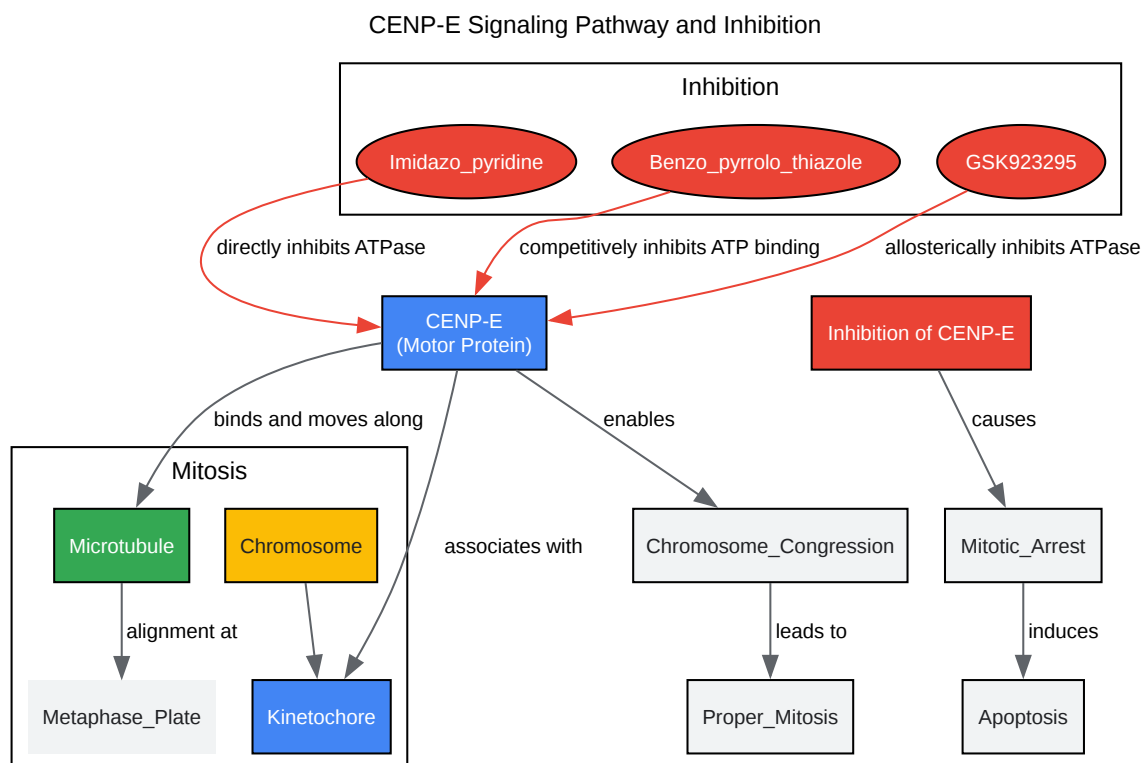 CENP-E Signaling Pathway and Inhibition
Inhibition
Imidazo_pyridine
Benzo_pyrrolo_thiazole
GSK923295
directly inhibits ATPase
competitively inhibits ATP binding
allosterically inhibits ATPase
CENP-E
(Motor Protein)
Inhibition of CENP-E
binds and moves along
enables
causes
Mitosis
Microtubule
Chromosome
associates with
Chromosome_Congression
Mitotic_Arrest
alignment at
leads to
induces
Metaphase_Plate
Kinetochore
Proper_Mitosis
Apoptosis